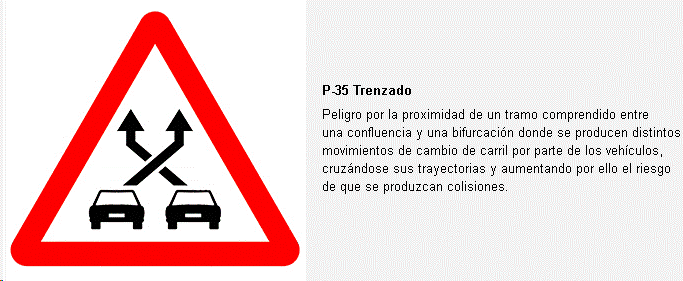 P-35 Trenzado
Peligro por la proximidad de un tramo comprendido entre
una confluencia y una bifurcación donde se producen distintos
movimientos de cambio de carril por parte de los vehículos,
cruzándose sus trayectorias y aumentando por ello el riesgo
de que se produzcan colisiones.